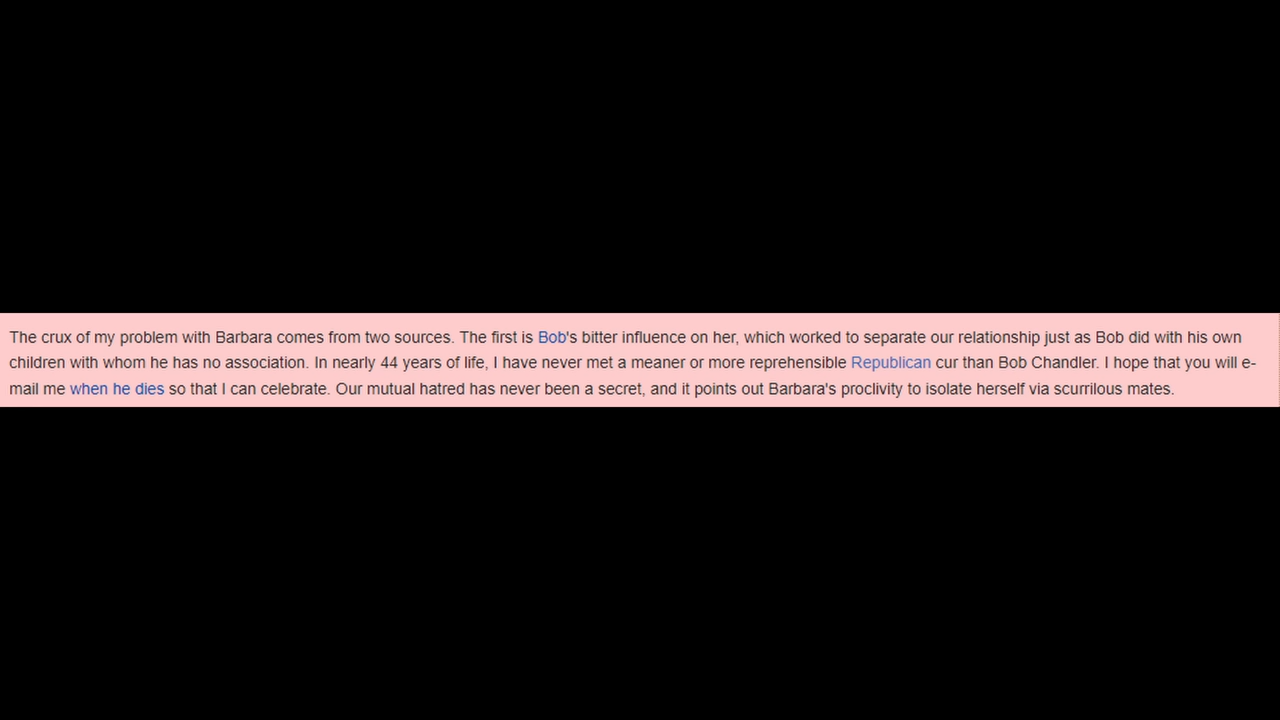 The crux of my problem with Barbara comes from two sources. The first is Bob's bitter influence on her, which worked to separate our relationship just as Bob did with his own
children with whom he has no association. In nearly 44 years of life, I have never met a meaner or more reprehensible Republican cur than Bob Chandler. I hope that you will e-
mail me when he dies so that I can celebrate. Our mutual hatred has never been a secret, and it points out Barbara's proclivity to isolate herself via scurrilous mates.